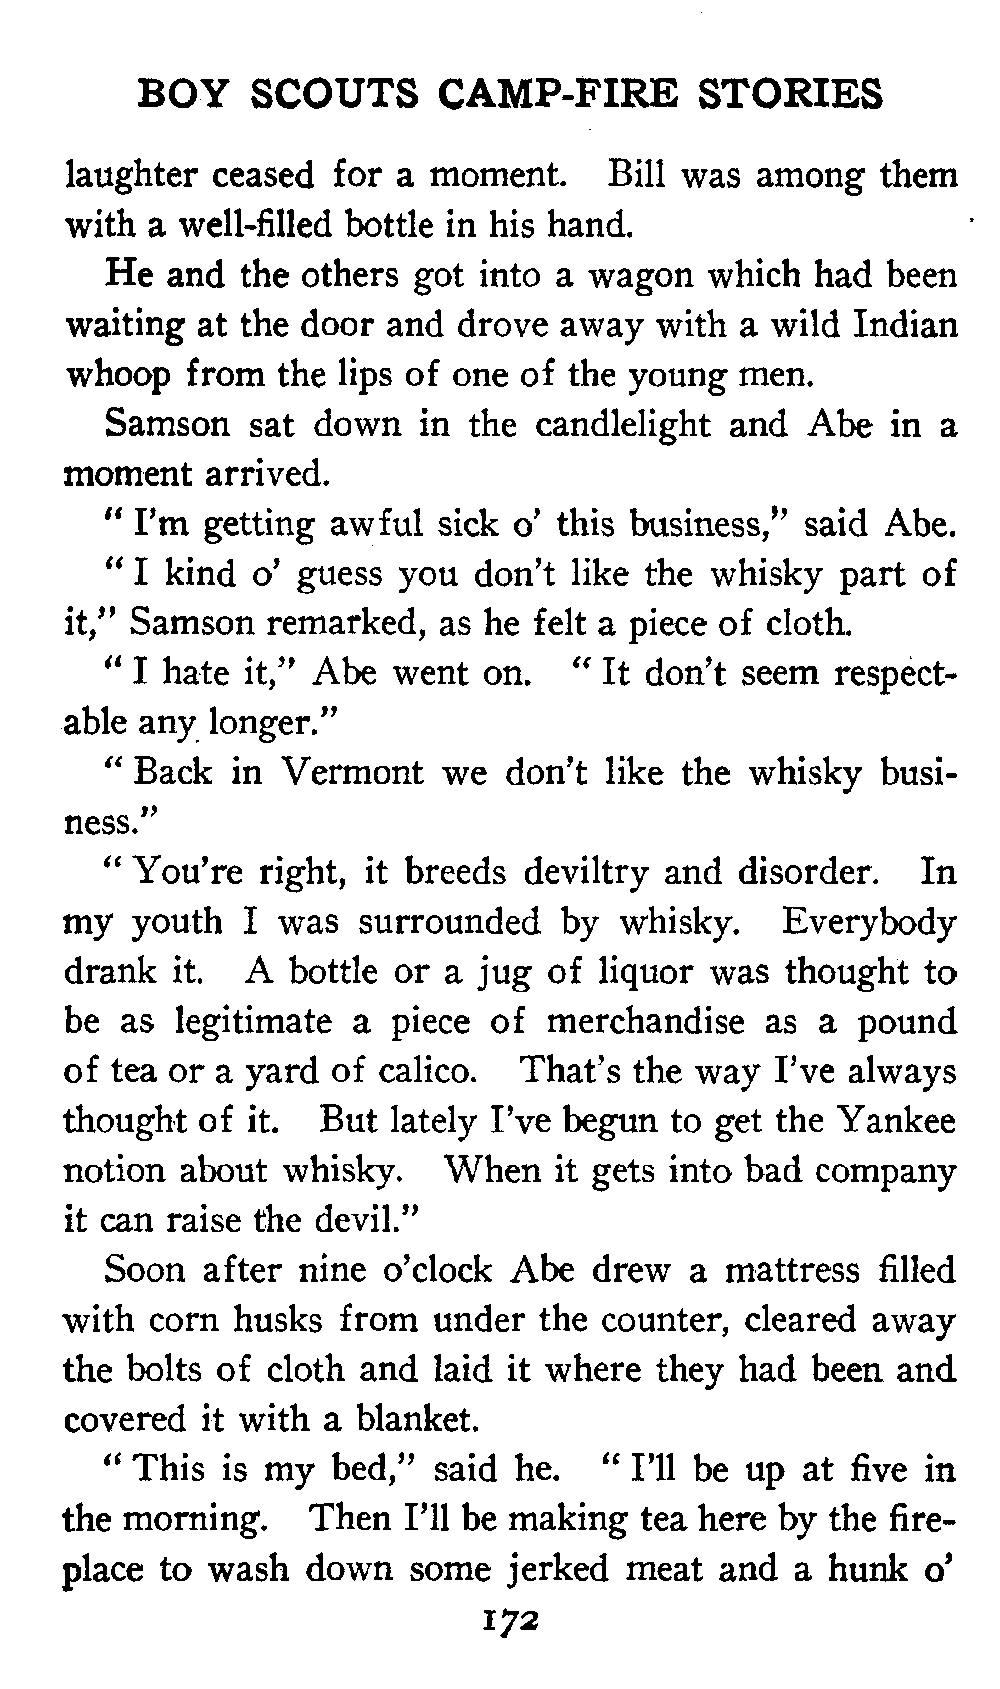 BOY SCOUTS CAMP-FIRE STORIES
laughter ceased for a moment. Bill was among them
with a well-filled bottle in his hand.
He and the others got into a wagon which had been
waiting at the door and drove away with a wild Indian
whoop from the lips of one of the young men.
Samson sat down in the candlelight and Abe in a
moment arrived.
“ I’m getting awful sick o’ this business,” said Abe.
“ I kind o’ guess you don’t like the whisky part of
it,” Samson remarked, as he felt a piece of cloth.
“ I hate it,” Abe went on. “ It don’t seem respect-
able any longer.”
“ Back in Vermont we don’t like the whisky busi-
ness.”
“ You’re right, it breeds deviltry and disorder. In
my youth I was surrounded by whisky. Everybody
drank it. A bottle or a jug of liquor was thought to
be as legitimate a piece of merchandise as a pound
of tea or a yard of calico. That’s the way I’ve always
thought of it. But lately I’ve begun to get the Yankee
notion about whisky. When it gets into bad company
it can raise the devil.”
Soon after nine o’clock Abe drew a mattress filled
with corn husks from under the counter, cleared away
the bolts of cloth and laid it where they had been and
covered it with a blanket.
“ This is my bed,” said he. “ I’ll be up at five in
the morning. Then I’ll be making tea here by the fire-
place to wash down some jerked meat and a hunk o’
172